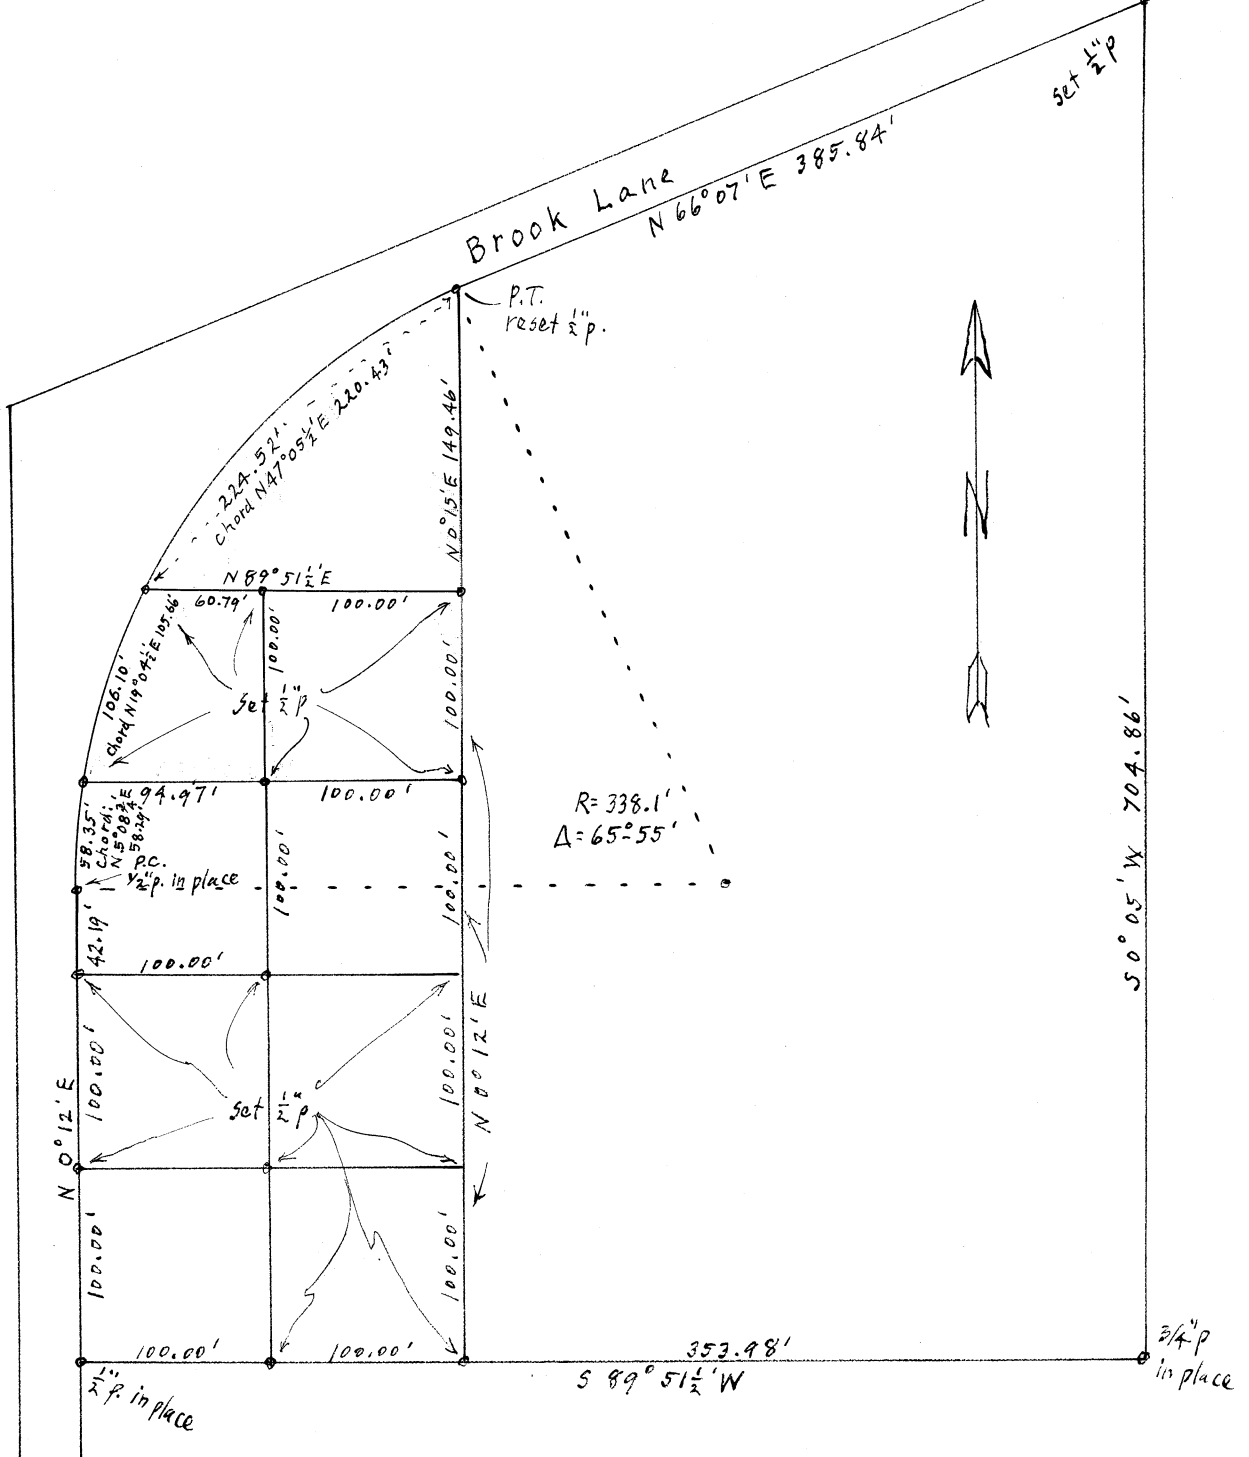 set ½" p
Brook Lane
N 66° 07' E 385.84'
P.T.
reset ½" p.
224.52'
chord N 47° 05½' E 220.43'
N 0° 15' E 149.46'
N 89° 51½' E
60.79'
100.00'
106.10'
chord N 19° 04½' E 105.66'
100.00'
100.00'
set ½" p
94.97'
100.00'
R = 338.1'
Δ = 65° 55'
S 0° 05' W 704.86'
N
58.35'
Chord:
N 5° 08¾' E
58.29'
P.C.
½" p. in place
100.00'
100.00'
42.19'
100.00'
100.00'
100.00'
N 0° 12' E
set ½" p
N 0° 12' E
100.00'
100.00'
100.00'
100.00'
353.98'
S 89° 51½' W
½" p. in place
3/4" p
in place